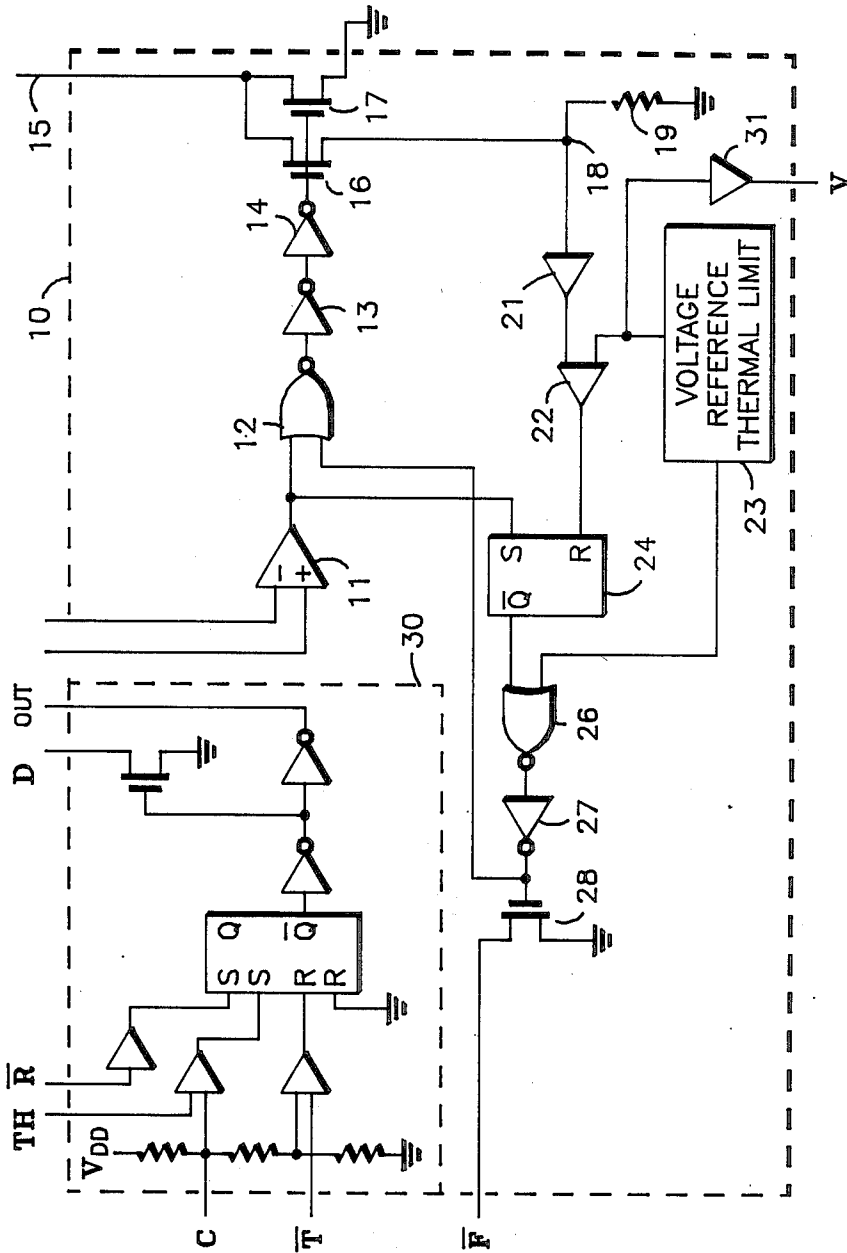 10
15
D
OUT
30
TH
R̅
V_DD
C
T̅
F̅
S
S
R
R
Q
Q̅
−
+
11
12
13
14
16
17
18
19
21
22
S
R
Q̅
24
26
27
28
31
VOLTAGE
REFERENCE
THERMAL LIMIT
23
V